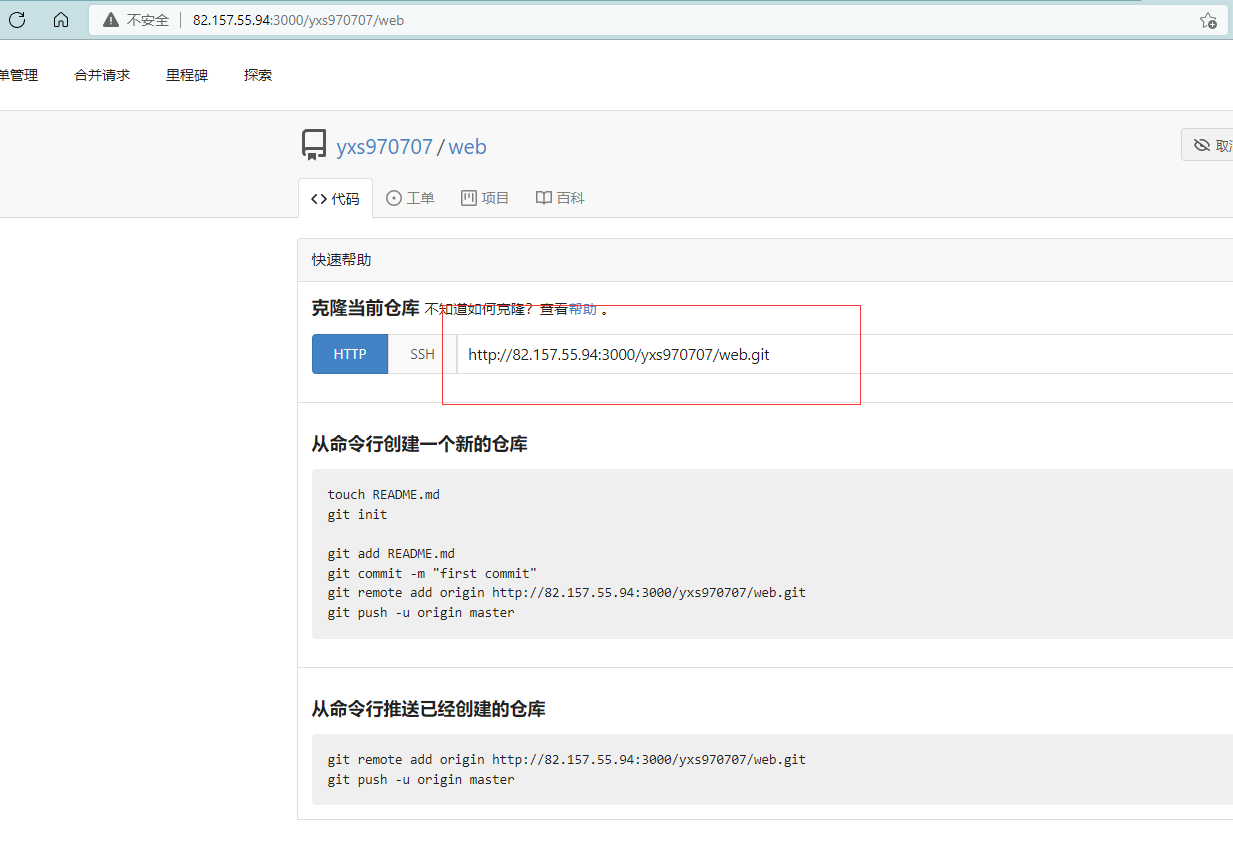 不安全 82.157.55.94:3000/yxs970707/web
单管理 合并请求 里程碑 探索
yxs970707 / web
取消
代码 工单 项目 百科
快速帮助
克隆当前仓库 不知道如何克隆？查看帮助 。
HTTP SSH http://82.157.55.94:3000/yxs970707/web.git
从命令行创建一个新的仓库
touch README.md
git init
git add README.md
git commit -m "first commit"
git remote add origin http://82.157.55.94:3000/yxs970707/web.git
git push -u origin master
从命令行推送已经创建的仓库
git remote add origin http://82.157.55.94:3000/yxs970707/web.git
git push -u origin master